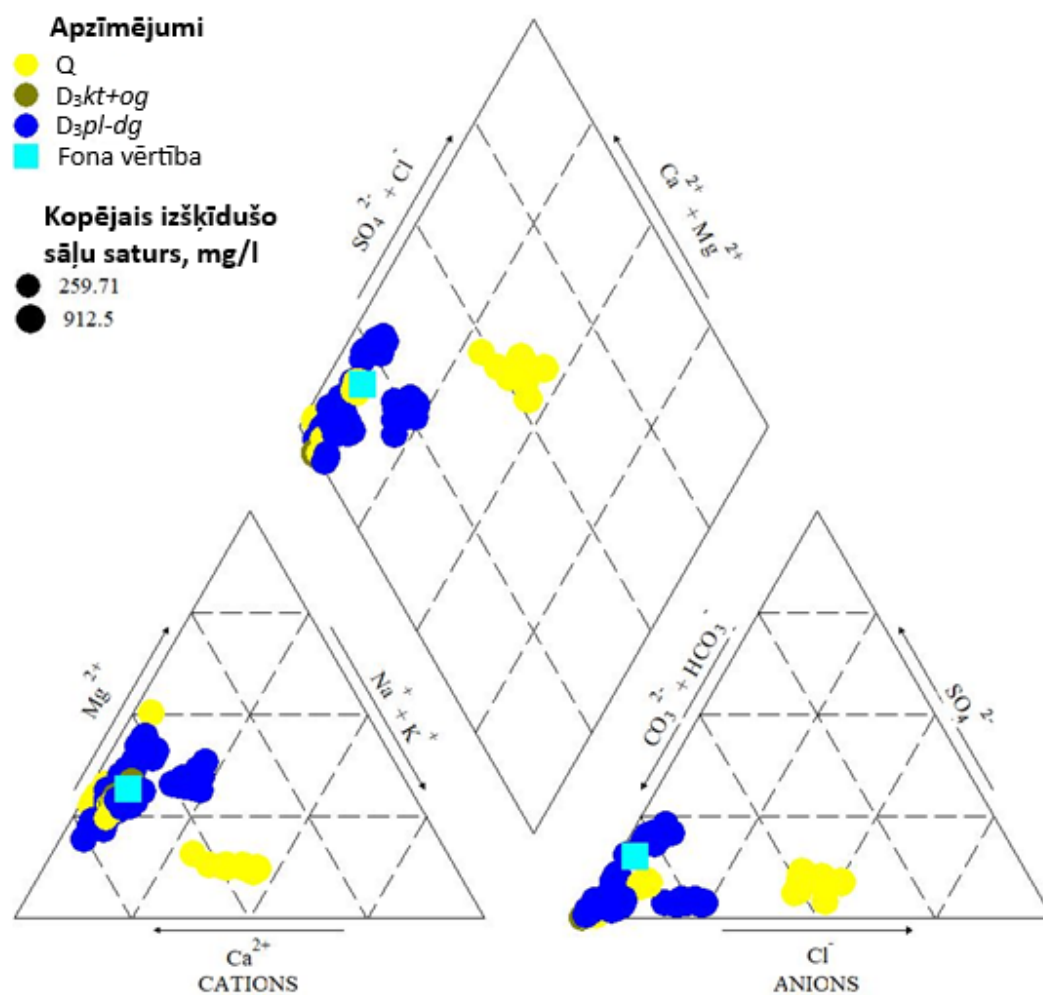 Apzīmējumi
Q
D₃kt+og
D₃pl-dg
Fona vērtība
Kopējais izšķīdušo
sāļu saturs, mg/l
259.71
912.5
SO₄²⁻ + Cl⁻
Ca²⁺ + Mg²⁺
Mg²⁺
Na⁺ + K⁺
CO₃²⁻ + HCO₃⁻
SO₄²⁻
Ca²⁺
CATIONS
Cl⁻
ANIONS